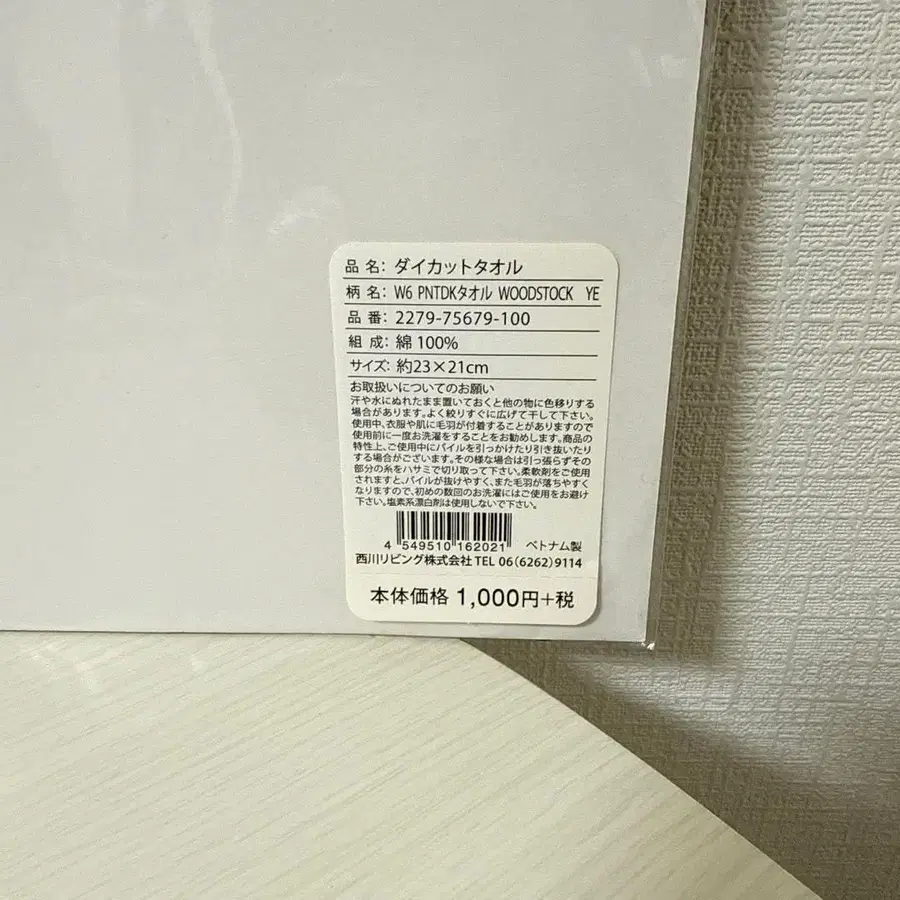 品 名: ダイカットタオル
柄 名: W6 PNTDKタオル WOODSTOCK YE
品 番: 2279-75679-100
組 成: 綿 100%
サイズ: 約23×21cm
お取扱いについてのお願い
汗や水にぬれたまま置いておくと他の物に色移りする
場合があります。よく絞りすぐに広げて干して下さい。
使用中、衣服や肌に毛羽が付着することがありますので
使用前に一度お洗濯をすることをお勧めします。商品の
特性上、ご使用中にパイルを引っかけたり引き抜いたり
する場合がございます。その様な場合は引っ張らずその
部分の糸をハサミで切り取って下さい。柔軟剤をご使用
されますと、パイルが抜けやすく、また毛羽が落ちやすく
なりますので、初めの数回のお洗濯にはご使用をお避け
下さい。塩素系漂白剤は使用しないで下さい。
4 549510 162021 ベトナム製
西川リビング株式会社 TEL 06(6262)9114
本体価格 1,000円+税